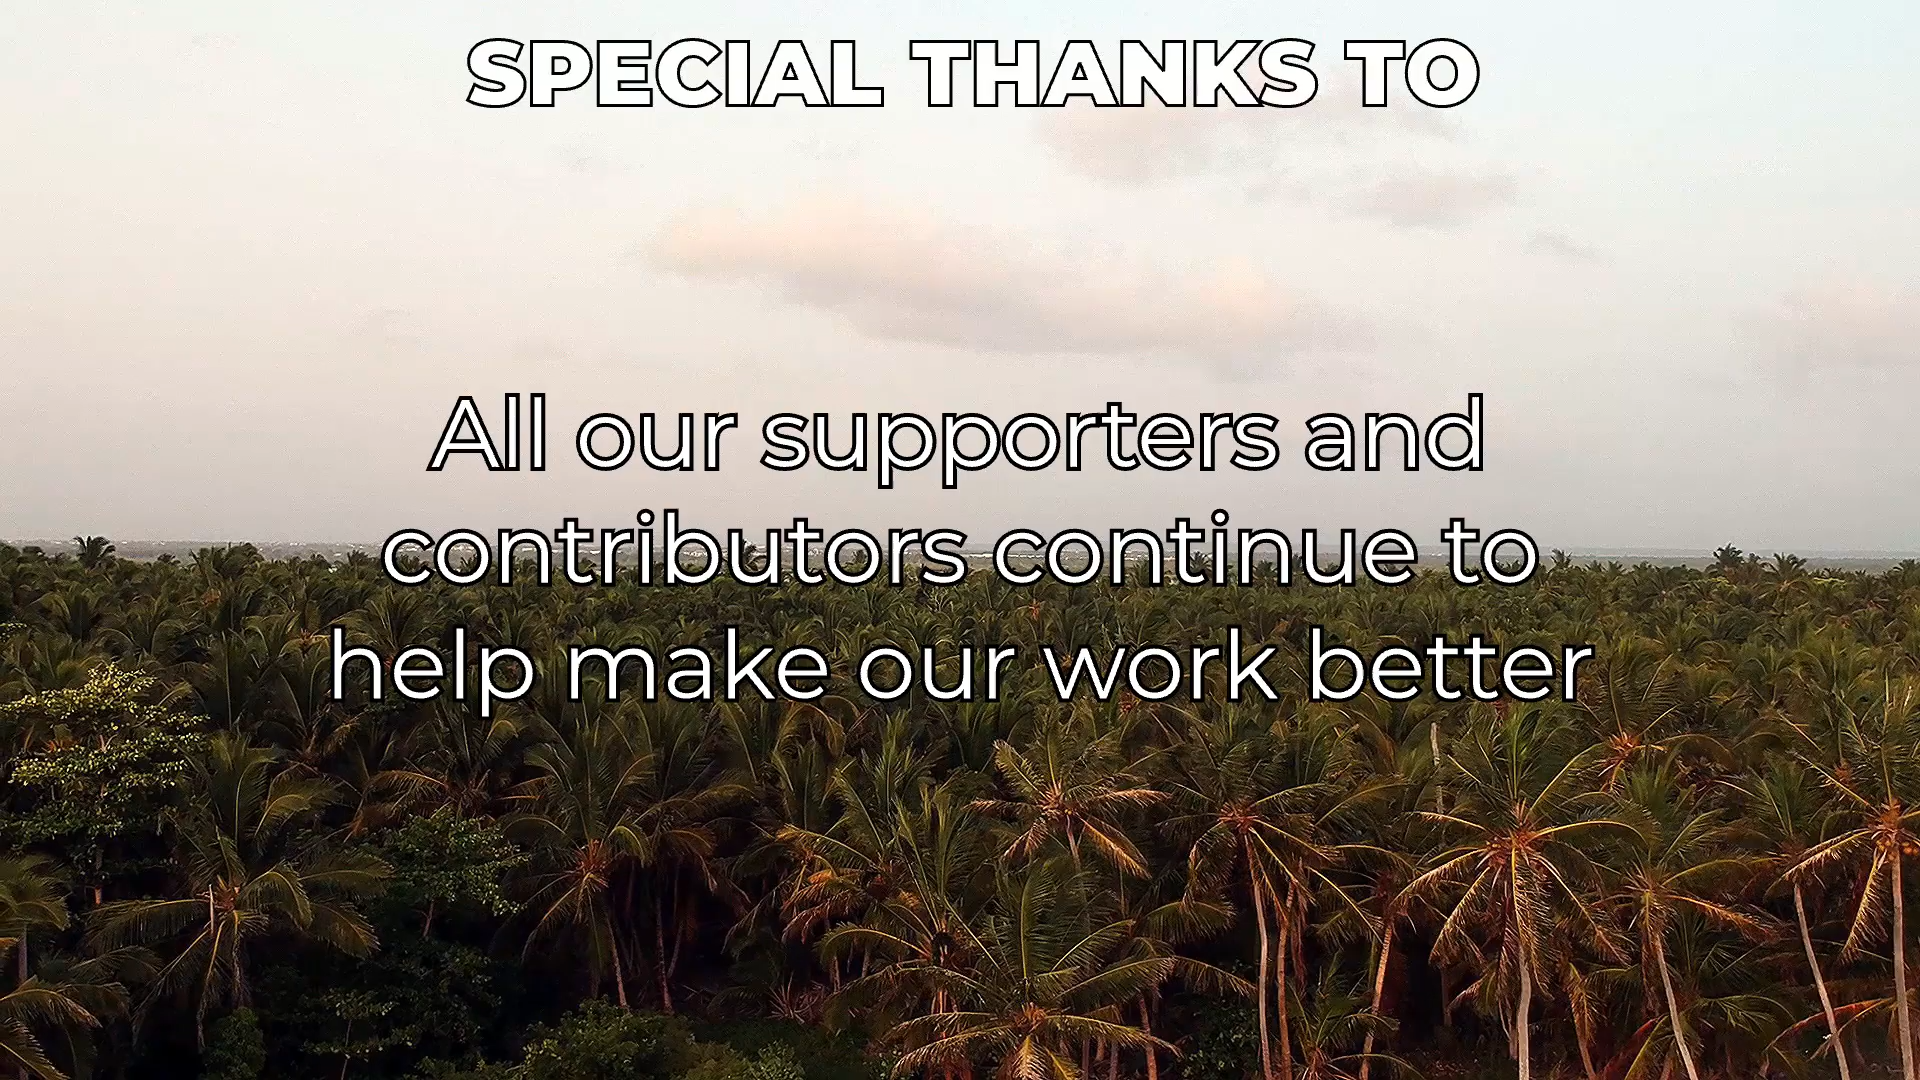 SPECIAL THANKS TO
All our supporters and
contributors continue to
help make our work better